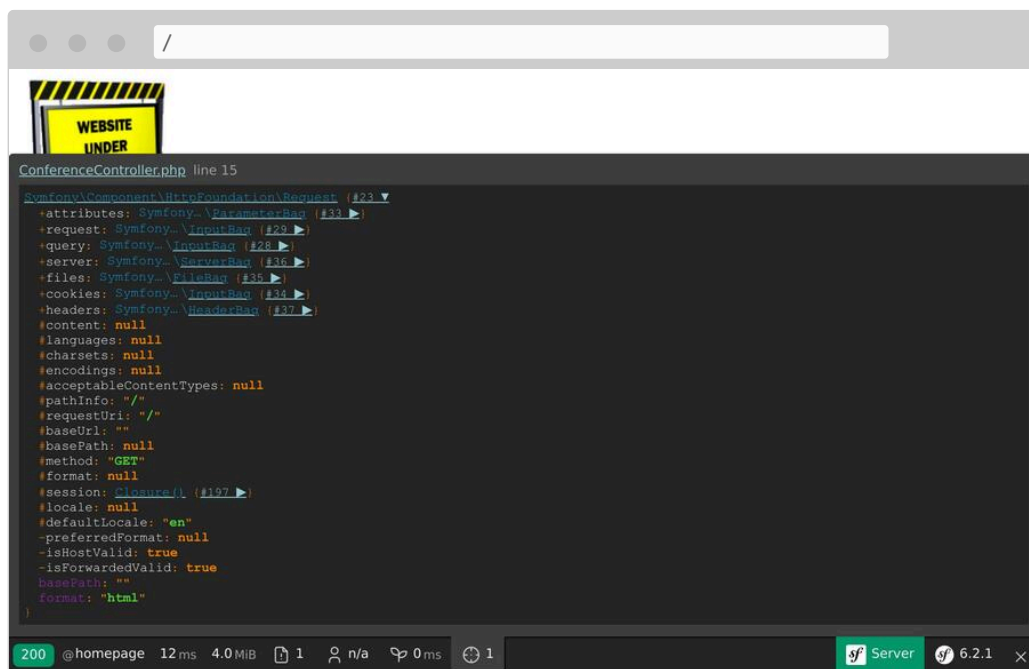 /
WEBSITE
UNDER
ConferenceController.php line 15
Symfony\Component\HttpFoundation\Request {#23 ▼
+attributes: Symfony…\ParameterBag {#33 ▶}
+request: Symfony…\InputBag {#29 ▶}
+query: Symfony…\InputBag {#28 ▶}
+server: Symfony…\ServerBag {#36 ▶}
+files: Symfony…\FileBag {#35 ▶}
+cookies: Symfony…\InputBag {#34 ▶}
+headers: Symfony…\HeaderBag {#37 ▶}
#content: null
#languages: null
#charsets: null
#encodings: null
#acceptableContentTypes: null
#pathInfo: "/"
#requestUri: "/"
#baseUrl: ""
#basePath: null
#method: "GET"
#format: null
#session: Closure() {#197 ▶}
#locale: null
#defaultLocale: "en"
-preferredFormat: null
-isHostValid: true
-isForwardedValid: true
basePath: ""
format: "html"
}
200 @homepage 12 ms 4.0 MiB 1 n/a 0 ms 1 sf Server sf 6.2.1 ×